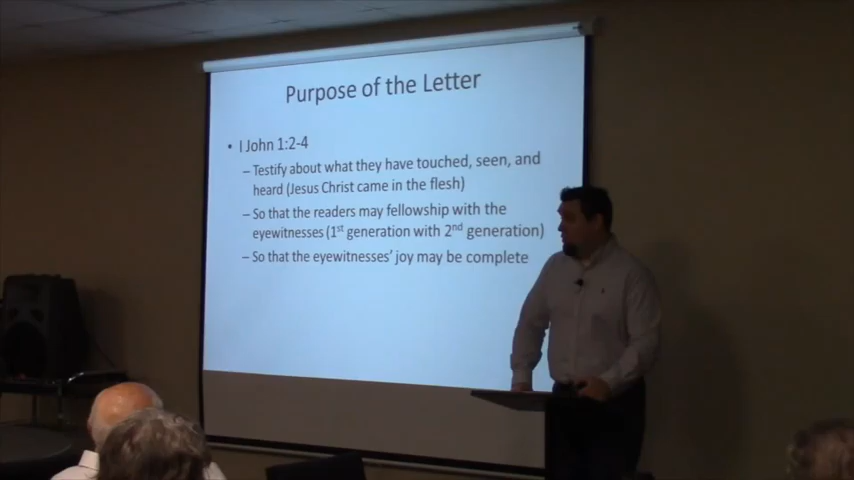 Purpose of the Letter
• I John 1:2-4
– Testify about what they have touched, seen, and
heard (Jesus Christ came in the flesh)
– So that the readers may fellowship with the
eyewitnesses (1st generation with 2nd generation)
– So that the eyewitnesses' joy may be complete